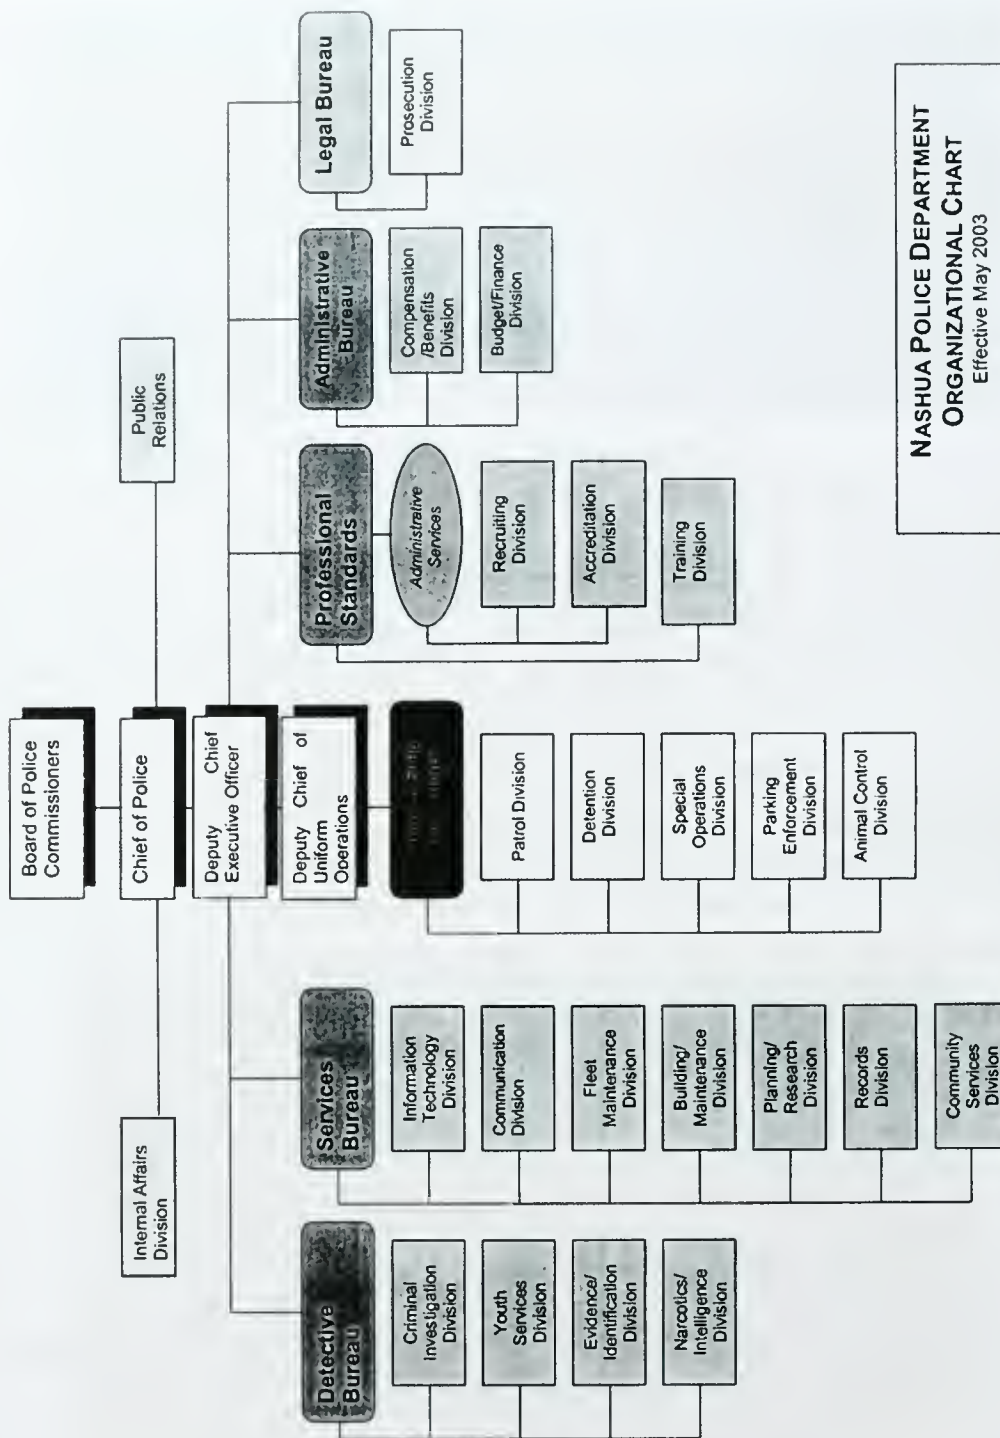 Board of Police
Commissioners
Chief of Police
Internal Affairs
Division
Public
Relations
Deputy Chief
Executive Officer
Deputy Chief of
Uniform
Operations
Detective
Bureau
Criminal
Investigation
Division
Youth
Services
Division
Evidence/
Identification
Division
Narcotics/
Intelligence
Division
Services
Bureau
Information
Technology
Division
Communication
Division
Fleet
Maintenance
Division
Building/
Maintenance
Division
Planning/
Research
Division
Records
Division
Community
Services
Division
Patrol Division
Detention
Division
Special
Operations
Division
Parking
Enforcement
Division
Animal Control
Division
Professional
Standards
Administrative
Services
Recruiting
Division
Accreditation
Division
Training
Division
Administrative
Bureau
Compensation
/Benefits
Division
Budget/Finance
Division
Legal Bureau
Prosecution
Division
NASHUA POLICE DEPARTMENT
ORGANIZATIONAL CHART
Effective May 2003